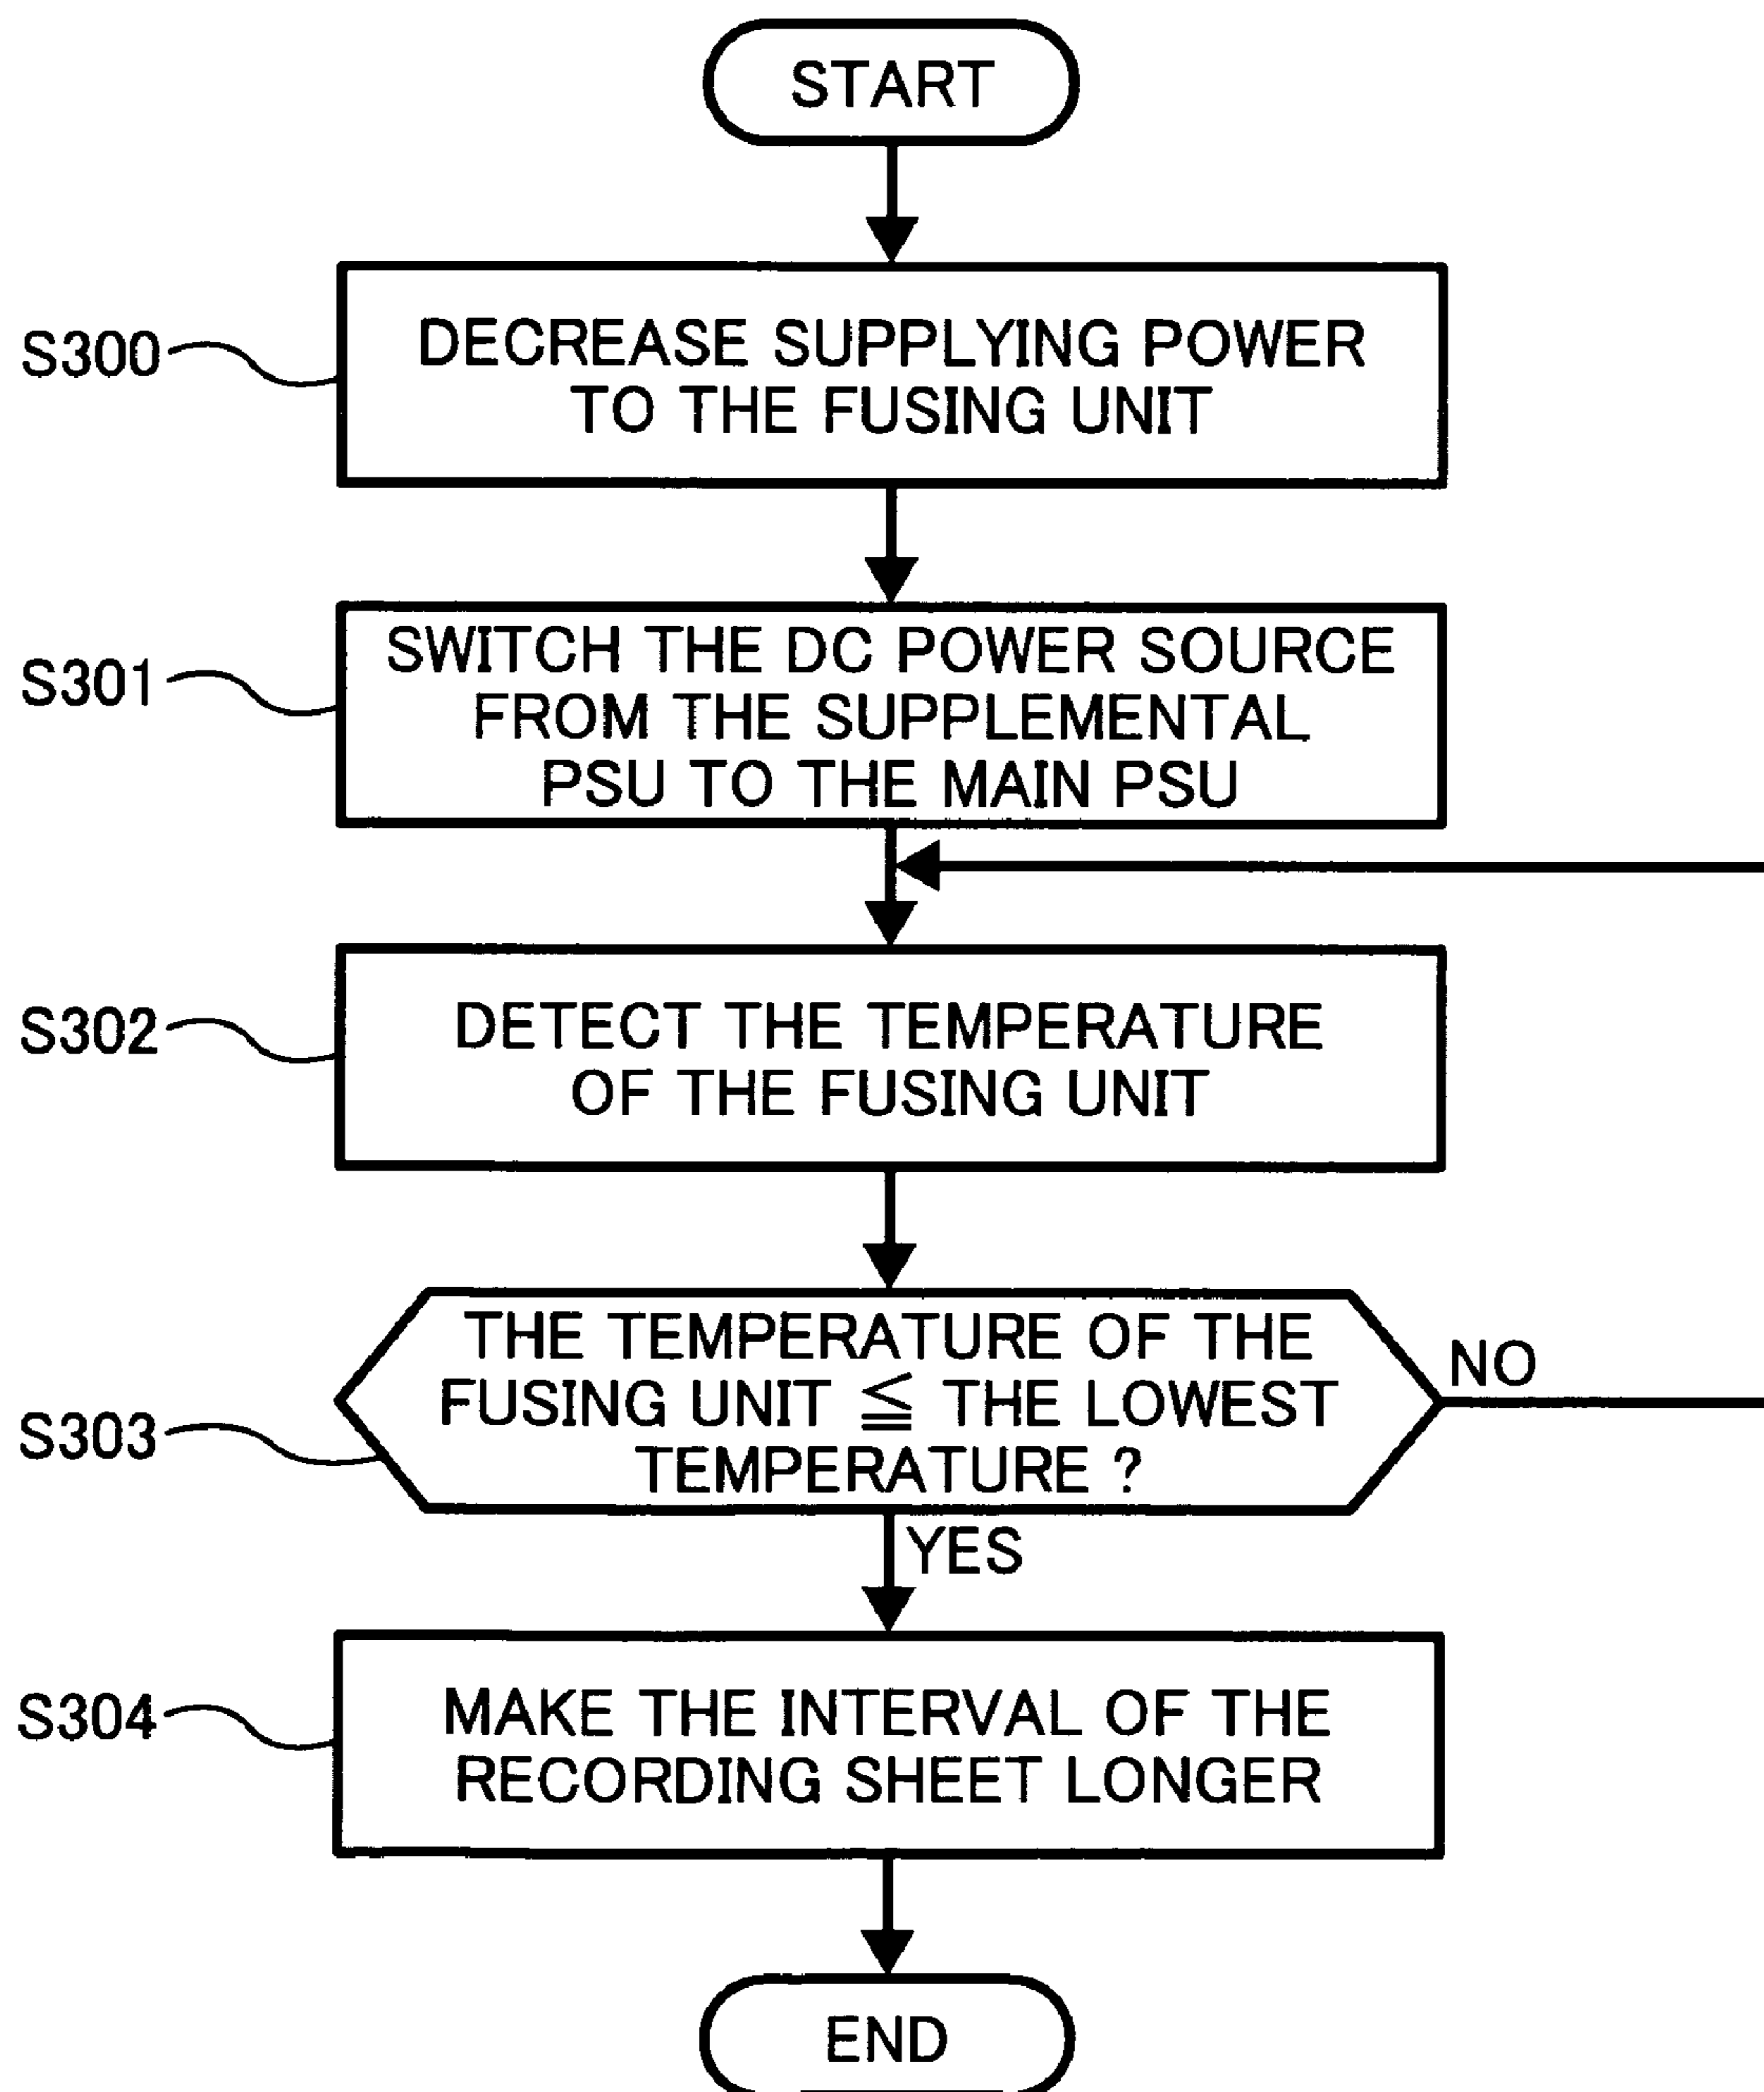 START
S300
DECREASE SUPPLYING POWER
TO THE FUSING UNIT
S301
SWITCH THE DC POWER SOURCE
FROM THE SUPPLEMENTAL
PSU TO THE MAIN PSU
S302
DETECT THE TEMPERATURE
OF THE FUSING UNIT
S303
THE TEMPERATURE OF THE
FUSING UNIT ≦ THE LOWEST
TEMPERATURE ?
NO
YES
S304
MAKE THE INTERVAL OF THE
RECORDING SHEET LONGER
END